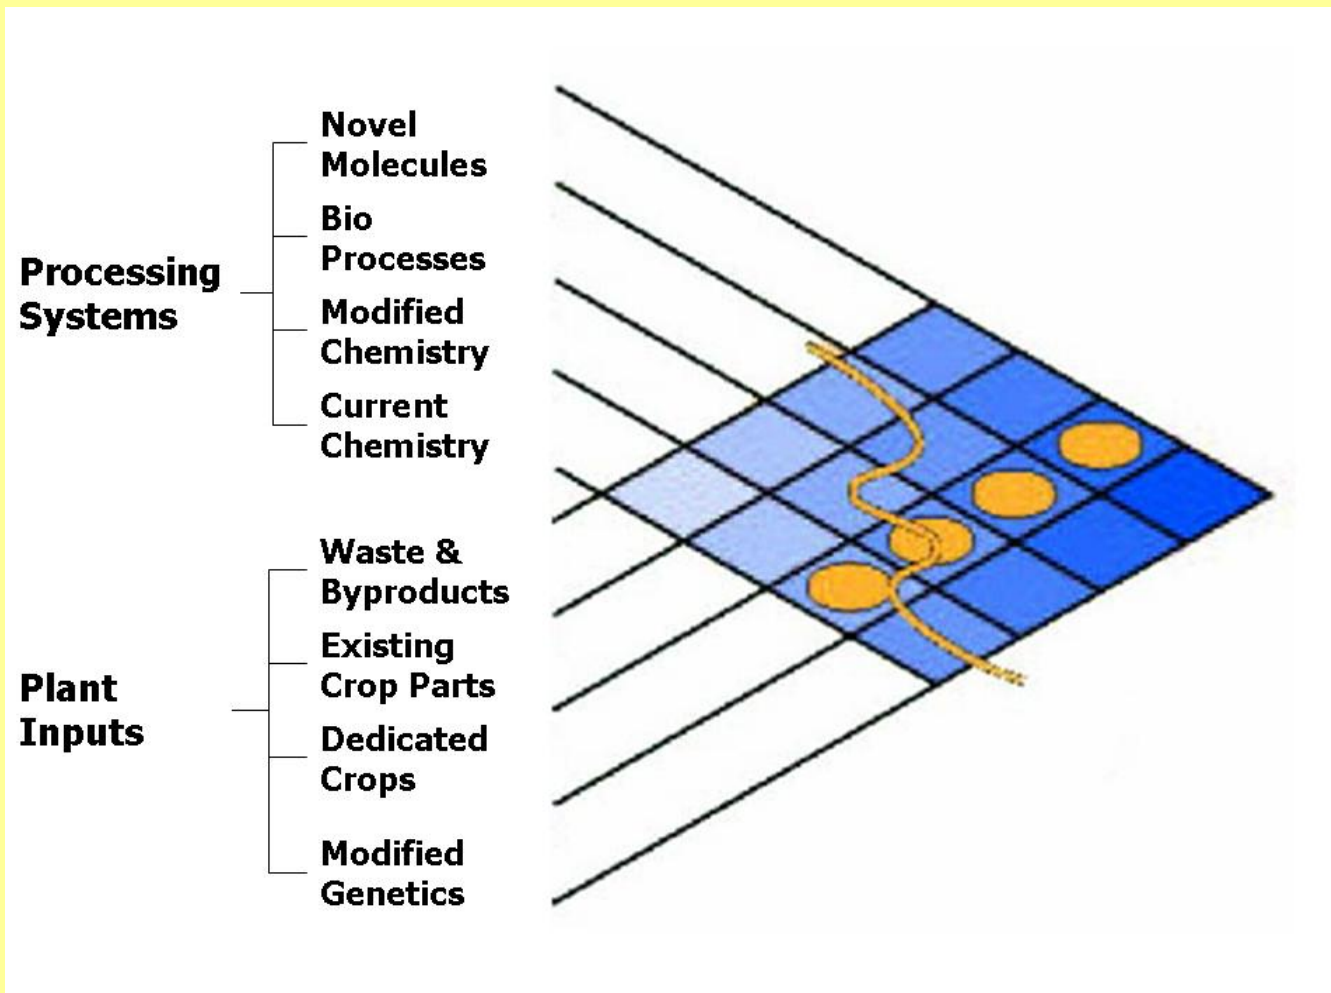 Processing
Systems
Novel
Molecules
Bio
Processes
Modified
Chemistry
Current
Chemistry
Plant
Inputs
Waste &
Byproducts
Existing
Crop Parts
Dedicated
Crops
Modified
Genetics